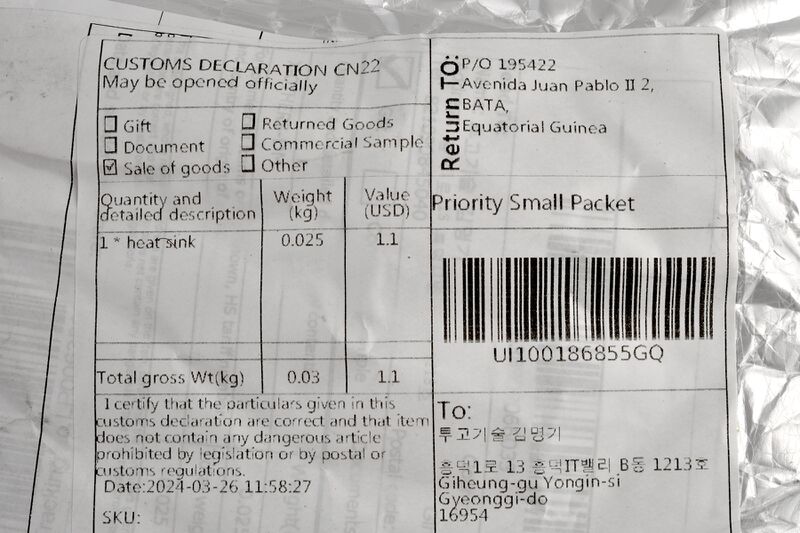 CUSTOMS DECLARATION CN22
May be opened officially
Gift
Returned Goods
Document
Commercial Sample
Sale of goods
Other
Quantity and
detailed description
Weight
(kg)
Value
(USD)
1 * heat sink
0.025
1.1
Total gross Wt(kg)
0.03
1.1
I certify that the particulars given in this
customs declaration are correct and that item
does not contain any dangerous article
prohibited by legislation or by postal or
customs regulations.
Date:2024-03-26 11:58:27
SKU:
Return TO:
P/O 195422
Avenida Juan Pablo II 2,
BATA,
Equatorial Guinea
Priority Small Packet
UI100186855GQ
To:
투고기술 김명기
흥덕1로 13 흥덕IT밸리 B동 1213호
Giheung-gu Yongin-si
Gyeonggi-do
16954